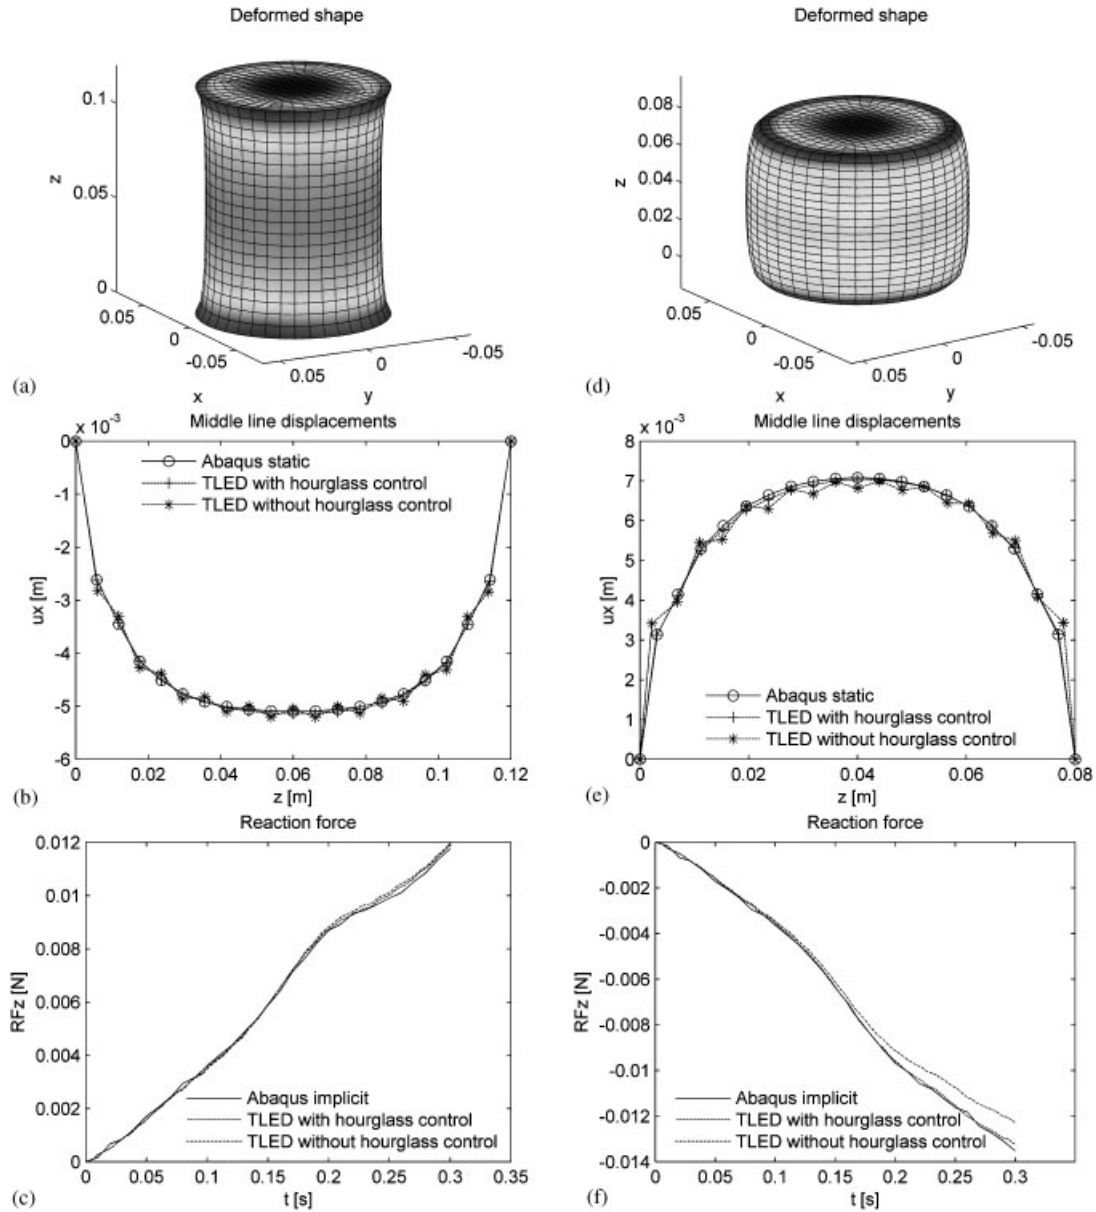 Deformed shape
0.1
0.05
0
z
0.05
0
-0.05
x
0.05
0
-0.05
y
(a)
Deformed shape
0.08
0.06
0.04
0.02
0
z
0.05
0
-0.05
x
0.05
0
-0.05
y
(d)
x 10⁻³
Middle line displacements
0
-1
-2
-3
-4
-5
-6
ux [m]
Abaqus static
TLED with hourglass control
TLED without hourglass control
0 0.02 0.04 0.06 0.08 0.1 0.12
z [m]
(b)
x 10⁻³
Middle line displacements
8
7
6
5
4
3
2
1
0
ux [m]
Abaqus static
TLED with hourglass control
TLED without hourglass control
0 0.02 0.04 0.06 0.08
z [m]
(e)
Reaction force
0.012
0.01
0.008
0.006
0.004
0.002
0
RFz [N]
Abaqus implicit
TLED with hourglass control
TLED without hourglass control
0 0.05 0.1 0.15 0.2 0.25 0.3 0.35
t [s]
(c)
Reaction force
0
-0.002
-0.004
-0.006
-0.008
-0.01
-0.012
-0.014
RFz [N]
Abaqus implicit
TLED with hourglass control
TLED without hourglass control
0 0.05 0.1 0.15 0.2 0.25 0.3
t [s]
(f)